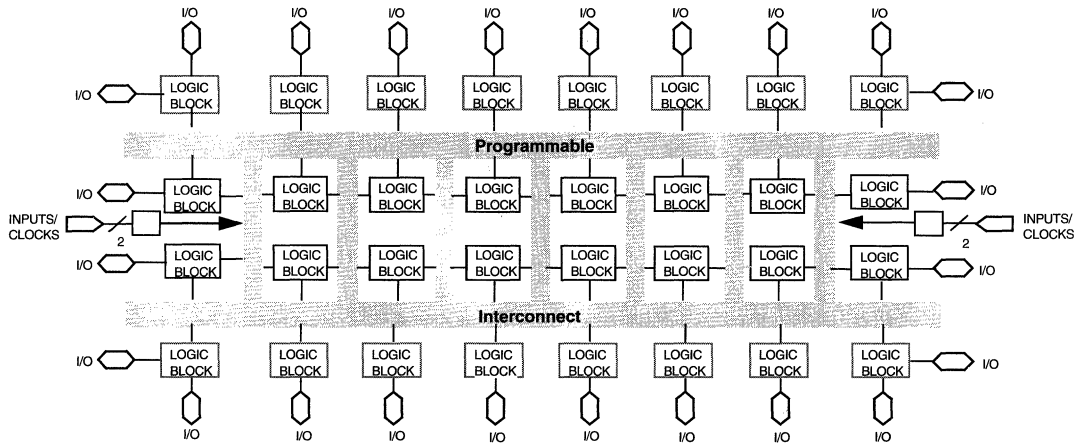 I/O I/O I/O I/O I/O I/O I/O I/O
I/O LOGIC BLOCK LOGIC BLOCK LOGIC BLOCK LOGIC BLOCK LOGIC BLOCK LOGIC BLOCK LOGIC BLOCK LOGIC BLOCK I/O
Programmable
I/O LOGIC BLOCK LOGIC BLOCK LOGIC BLOCK LOGIC BLOCK LOGIC BLOCK LOGIC BLOCK LOGIC BLOCK LOGIC BLOCK I/O
INPUTS/
CLOCKS
2
2
INPUTS/
CLOCKS
I/O LOGIC BLOCK LOGIC BLOCK LOGIC BLOCK LOGIC BLOCK LOGIC BLOCK LOGIC BLOCK LOGIC BLOCK LOGIC BLOCK I/O
Interconnect
I/O LOGIC BLOCK LOGIC BLOCK LOGIC BLOCK LOGIC BLOCK LOGIC BLOCK LOGIC BLOCK LOGIC BLOCK LOGIC BLOCK I/O
I/O I/O I/O I/O I/O I/O I/O I/O